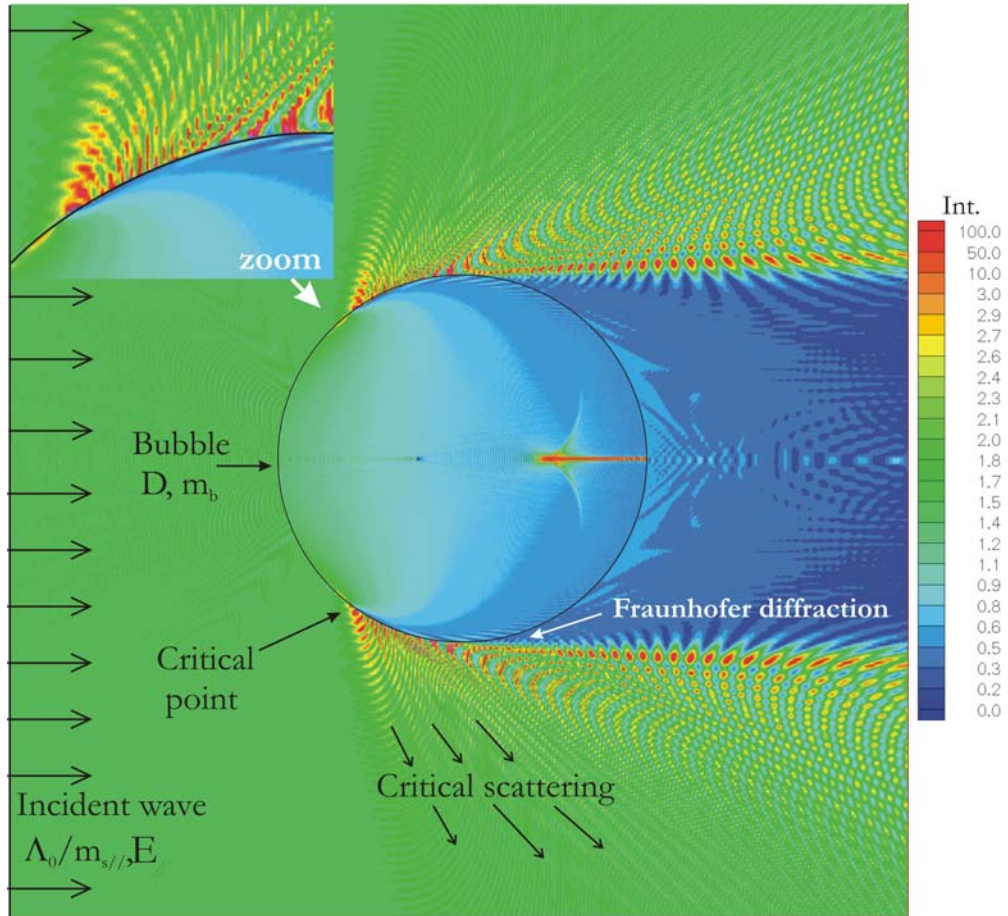 zoom
Bubble
D, m_b
Critical
point
Fraunhofer diffraction
Critical scattering
Incident wave
Λ₀/m_s//,E
Int.
100.0
50.0
10.0
3.0
2.9
2.7
2.6
2.4
2.3
2.1
2.0
1.8
1.7
1.5
1.4
1.2
1.1
0.9
0.8
0.6
0.5
0.3
0.2
0.0